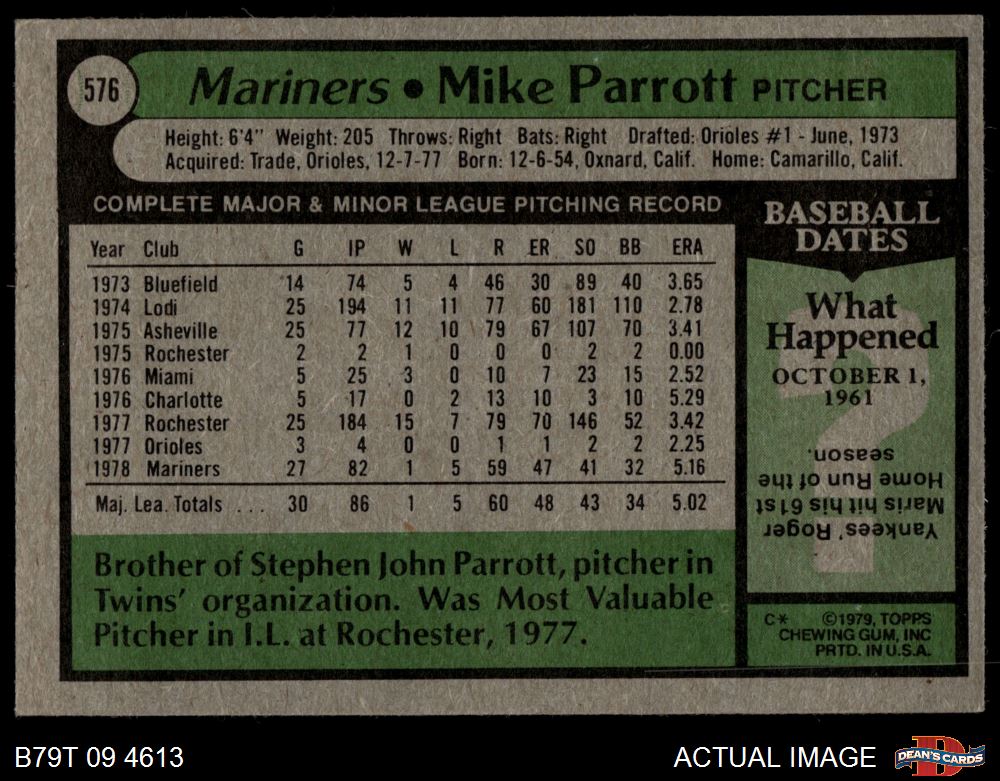 576
Mariners • Mike Parrott PITCHER
Height: 6'4" Weight: 205 Throws: Right Bats: Right Drafted: Orioles #1 - June, 1973
Acquired: Trade, Orioles, 12-7-77 Born: 12-6-54, Oxnard, Calif. Home: Camarillo, Calif.
COMPLETE MAJOR & MINOR LEAGUE PITCHING RECORD
Year Club G IP W L R ER SO BB ERA
1973 Bluefield 14 74 5 4 46 30 89 40 3.65
1974 Lodi 25 194 11 11 77 60 181 110 2.78
1975 Asheville 25 77 12 10 79 67 107 70 3.41
1975 Rochester 2 2 1 0 0 0 2 2 0.00
1976 Miami 5 25 3 0 10 7 23 15 2.52
1976 Charlotte 5 17 0 2 13 10 3 10 5.29
1977 Rochester 25 184 15 7 79 70 146 52 3.42
1977 Orioles 3 4 0 0 1 1 2 2 2.25
1978 Mariners 27 82 1 5 59 47 41 32 5.16
Maj. Lea. Totals ... 30 86 1 5 60 48 43 34 5.02
Brother of Stephen John Parrott, pitcher in
Twins' organization. Was Most Valuable
Pitcher in I.L. at Rochester, 1977.
BASEBALL
DATES
What
Happened
OCTOBER 1,
1961
?
Yankees' Roger
Maris hit his 61st
Home Run of the
season.
C* ©1979, TOPPS
CHEWING GUM, INC
PRTD. IN U.S.A.
B79T 09 4613
ACTUAL IMAGE
D
DEAN'S CARDS